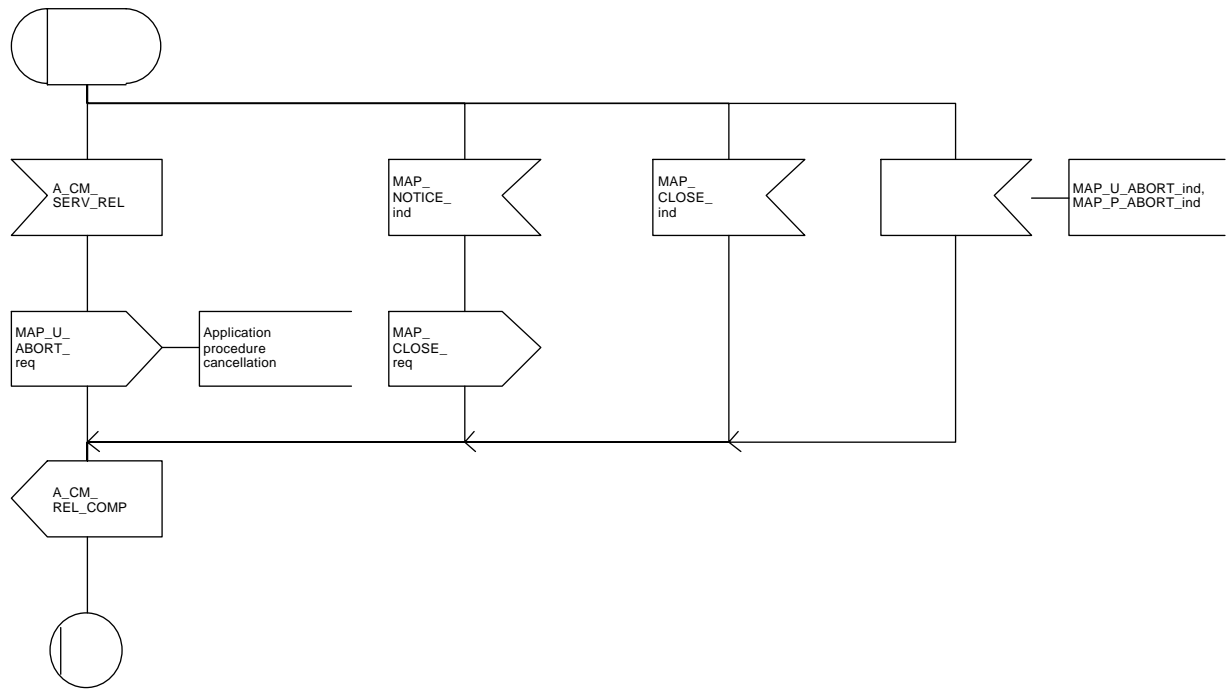 A_CM_
SERV_REL
MAP_
NOTICE_
ind
MAP_
CLOSE_
ind
MAP_U_ABORT_ind,
MAP_P_ABORT_ind
MAP_U_
ABORT_
req
Application
procedure
cancellation
MAP_
CLOSE_
req
A_CM_
REL_COMP